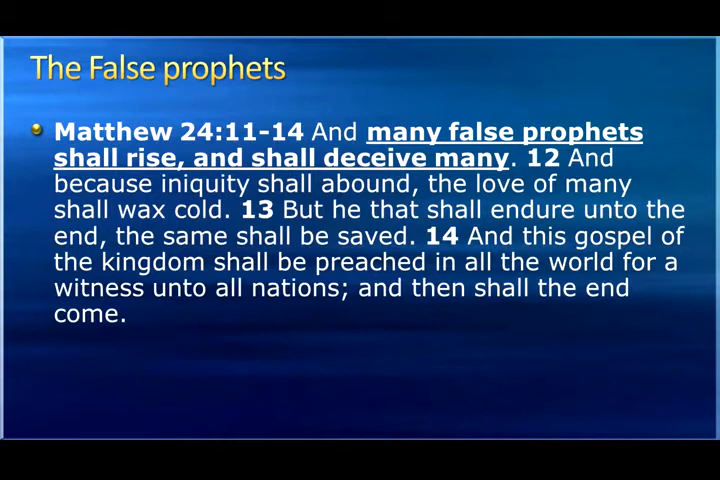 The False prophets
Matthew 24:11-14 And many false prophets
shall rise, and shall deceive many. 12 And
because iniquity shall abound, the love of many
shall wax cold. 13 But he that shall endure unto the
end, the same shall be saved. 14 And this gospel of
the kingdom shall be preached in all the world for a
witness unto all nations; and then shall the end
come.